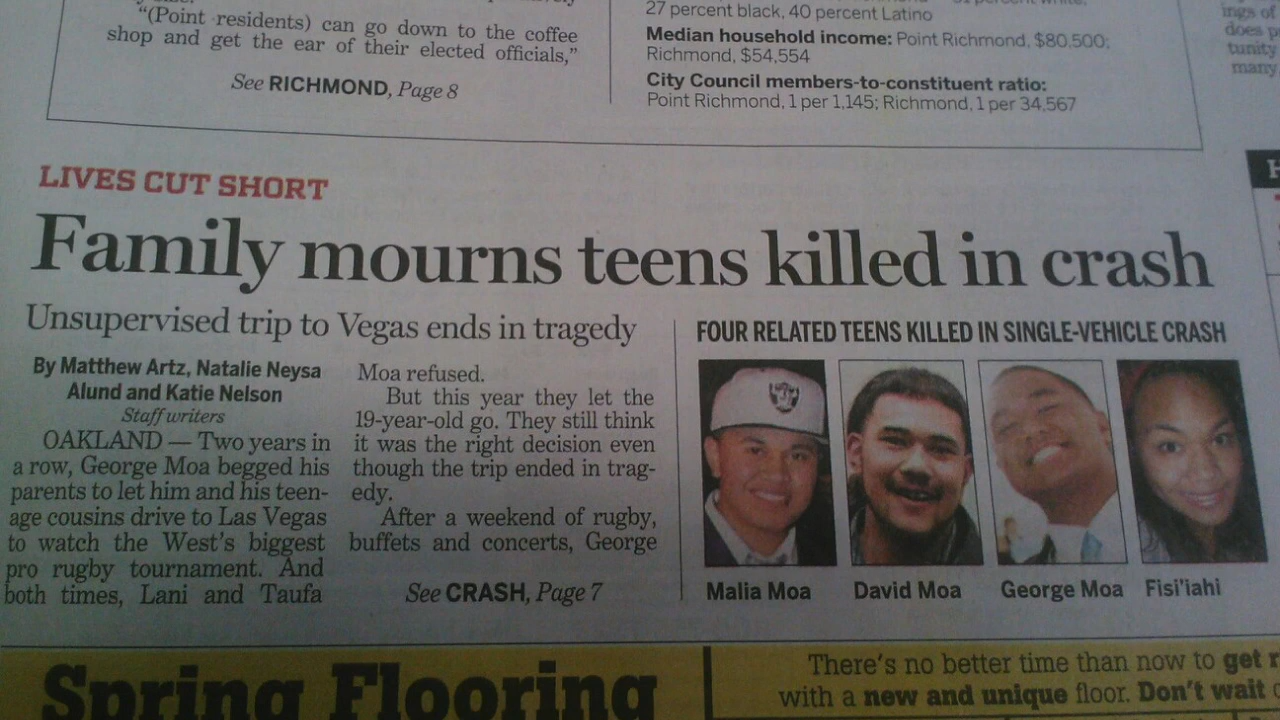 "(Point residents) can go down to the coffee
shop and get the ear of their elected officials,"
See RICHMOND, Page 8
27 percent black, 40 percent Latino
Median household income: Point Richmond, $80,500;
Richmond, $54,554
City Council members-to-constituent ratio:
Point Richmond, 1 per 1,145; Richmond, 1 per 34,567
ings of
does p
tunity
many
LIVES CUT SHORT
Family mourns teens killed in crash
Unsupervised trip to Vegas ends in tragedy
By Matthew Artz, Natalie Neysa
Alund and Katie Nelson
Staff writers
OAKLAND — Two years in
a row, George Moa begged his
parents to let him and his teen-
age cousins drive to Las Vegas
to watch the West's biggest
pro rugby tournament. And
both times, Lani and Taufa
Moa refused.
But this year they let the
19-year-old go. They still think
it was the right decision even
though the trip ended in trag-
edy.
After a weekend of rugby,
buffets and concerts, George
See CRASH, Page 7
FOUR RELATED TEENS KILLED IN SINGLE-VEHICLE CRASH
Malia Moa
David Moa
George Moa
Fisi'iahi
Spring Flooring
There's no better time than now to get r
with a new and unique floor. Don't wait